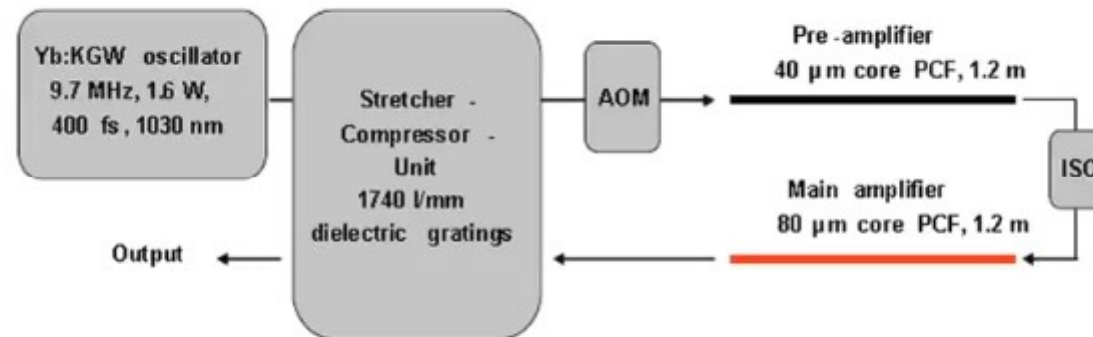 Yb:KGW oscillator
9.7 MHz, 1.6 W,
400 fs, 1030 nm
Stretcher -
Compressor -
Unit
1740 l/mm
dielectric gratings
AOM
Pre-amplifier
40 µm core PCF, 1.2 m
ISO
Main amplifier
80 µm core PCF, 1.2 m
Output